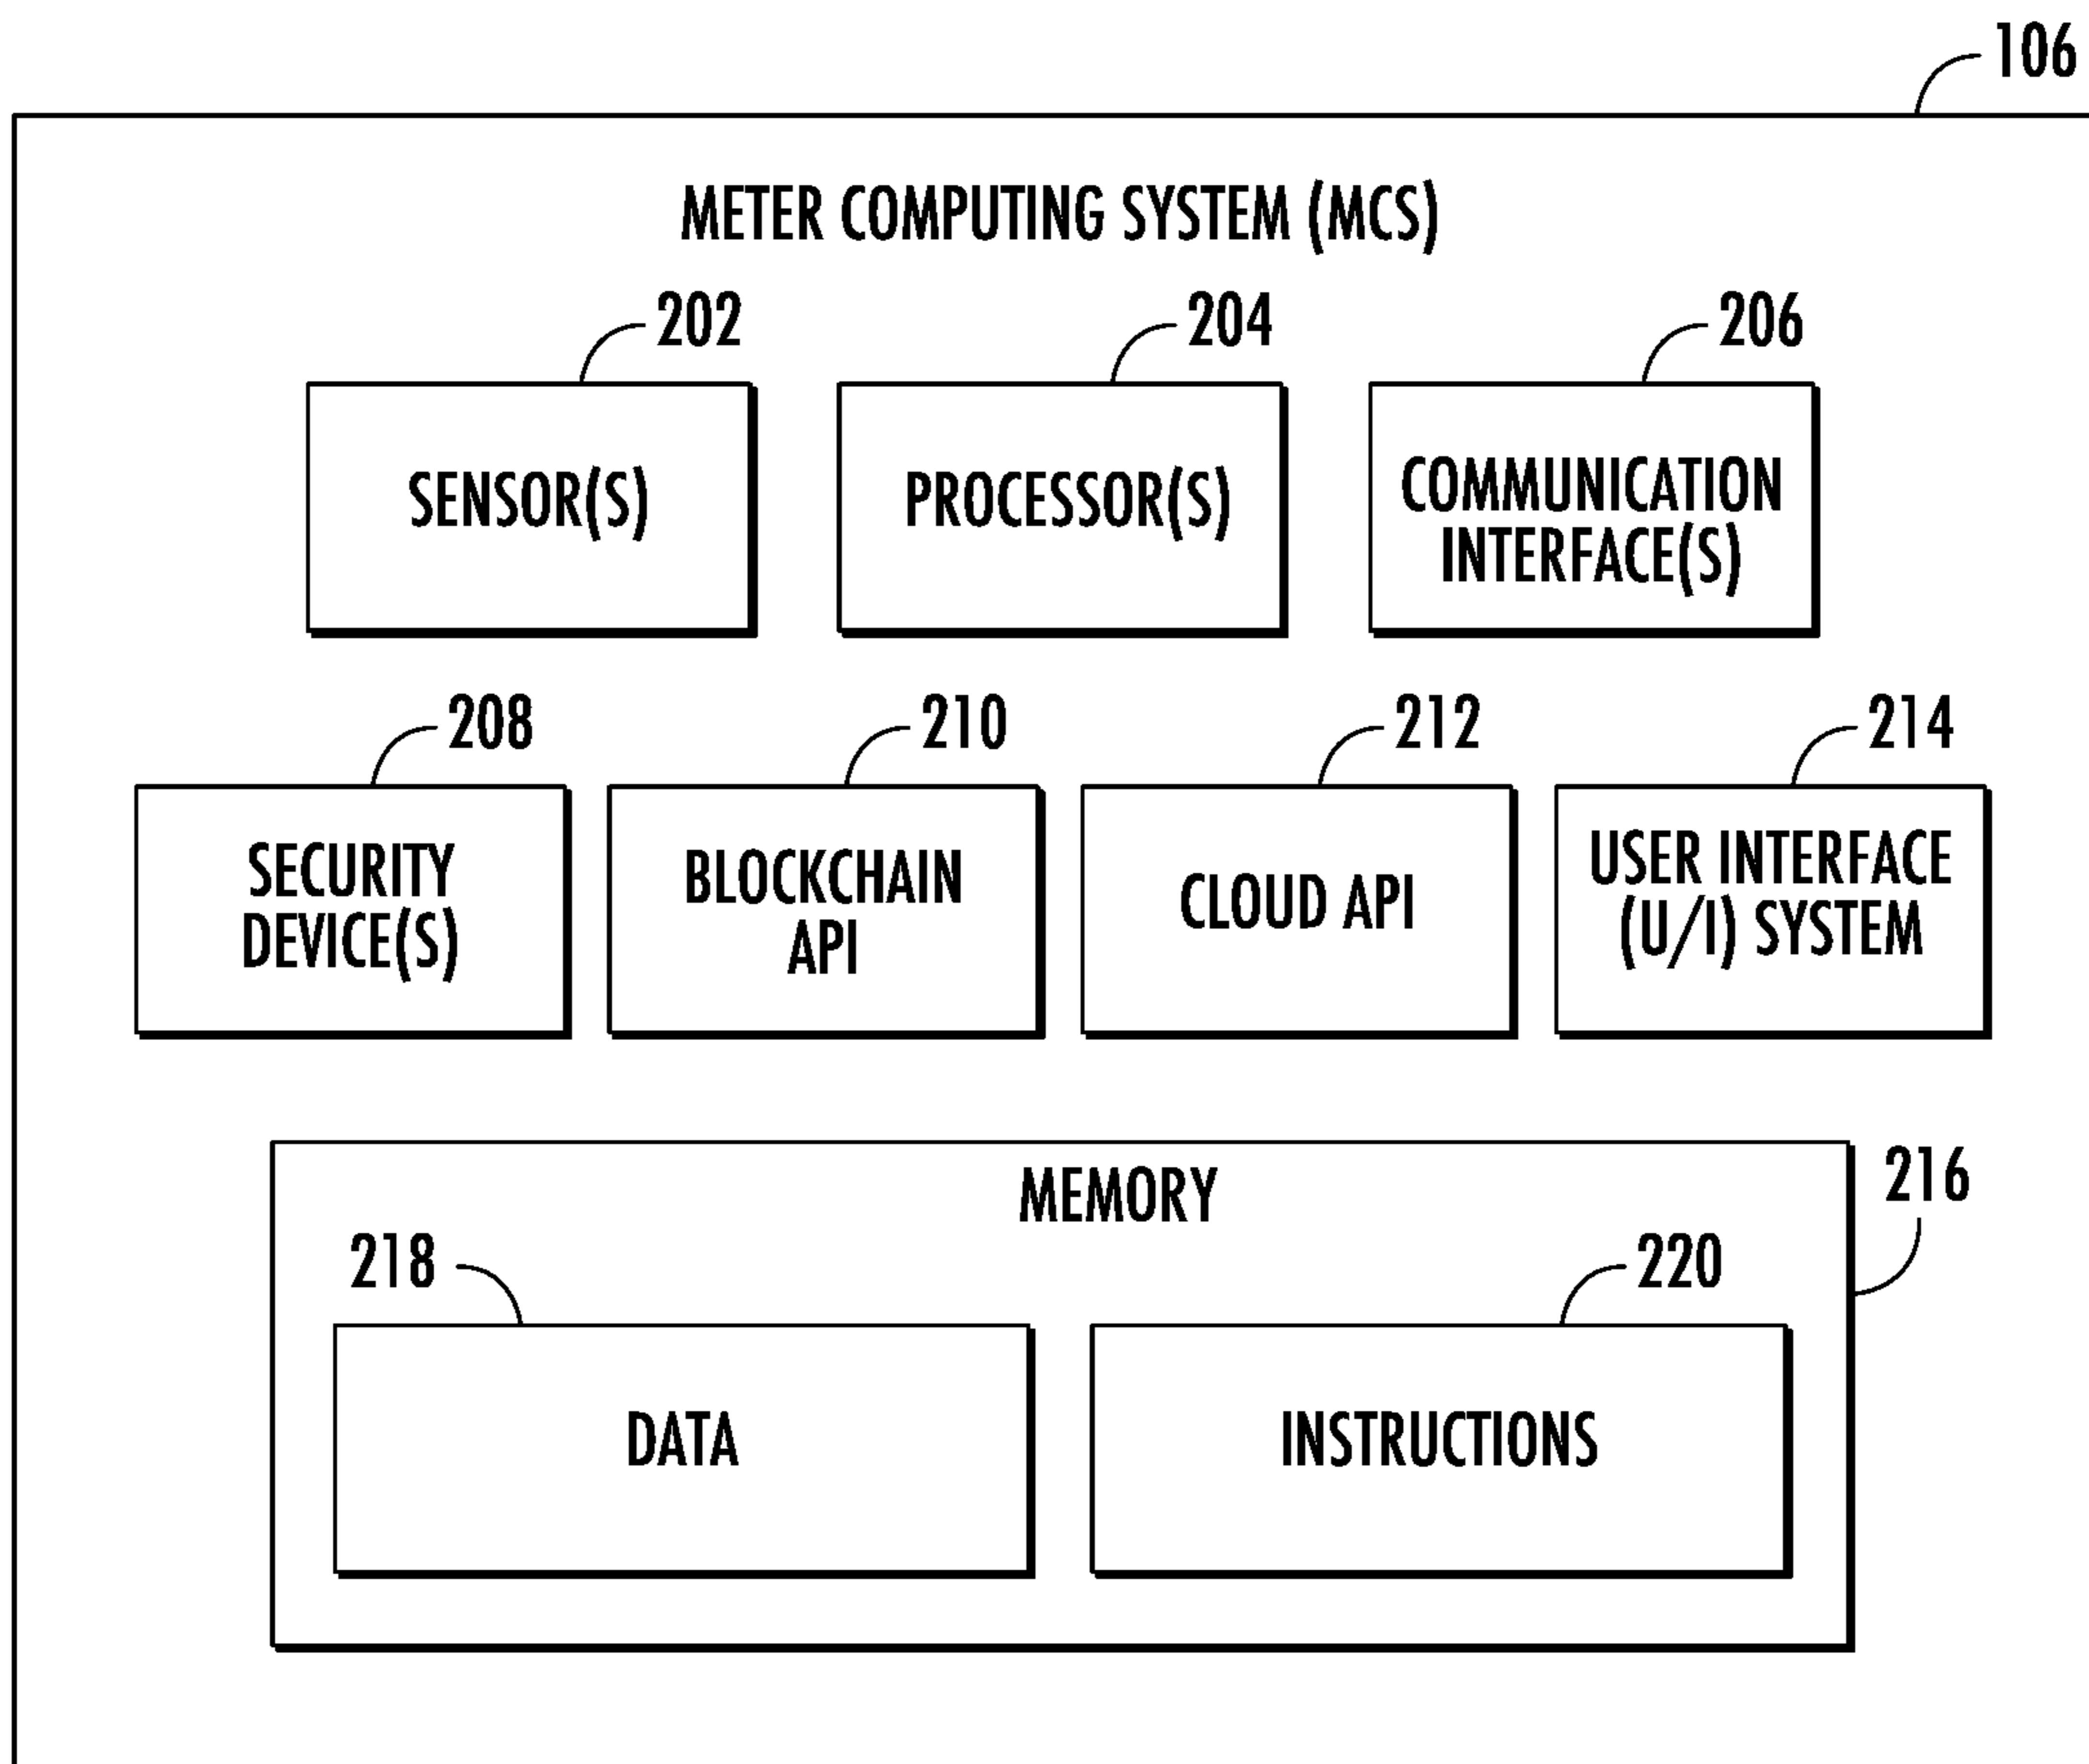 106
METER COMPUTING SYSTEM (MCS)
202
204
206
SENSOR(S)
PROCESSOR(S)
COMMUNICATION
INTERFACE(S)
208
210
212
214
SECURITY
DEVICE(S)
BLOCKCHAIN
API
CLOUD API
USER INTERFACE
(U/I) SYSTEM
MEMORY
216
218
220
DATA
INSTRUCTIONS